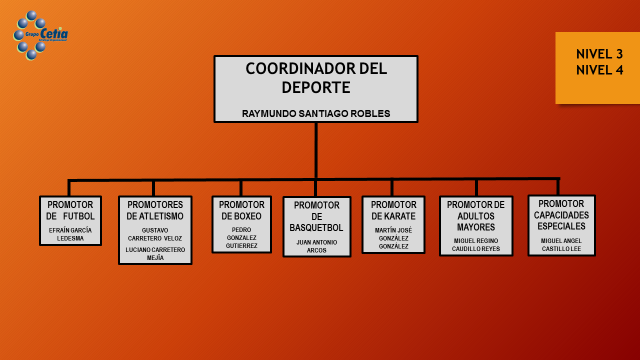 Grupo Cetia
NIVEL 3
NIVEL 4
COORDINADOR DEL
DEPORTE
RAYMUNDO SANTIAGO ROBLES
PROMOTOR
DE FUTBOL
EFRAÍN GARCÍA
LEDESMA
PROMOTORES
DE ATLETISMO
GUSTAVO
CARRETERO VELOZ
LUCIANO CARRETERO
MEJÍA
PROMOTOR
DE BOXEO
PEDRO
GONZALEZ
GUTIERREZ
PROMOTOR
DE
BASQUETBOL
JUAN ANTONIO
ARCOS
PROMOTOR
DE KARATE
MARTÍN JOSÉ
GONZÁLEZ
GONZÁLEZ
PROMOTOR DE
ADULTOS
MAYORES
MIGUEL REGINO
CAUDILLO REYES
PROMOTOR
CAPACIDADES
ESPECIALES
MIGUEL ANGEL
CASTILLO LEE